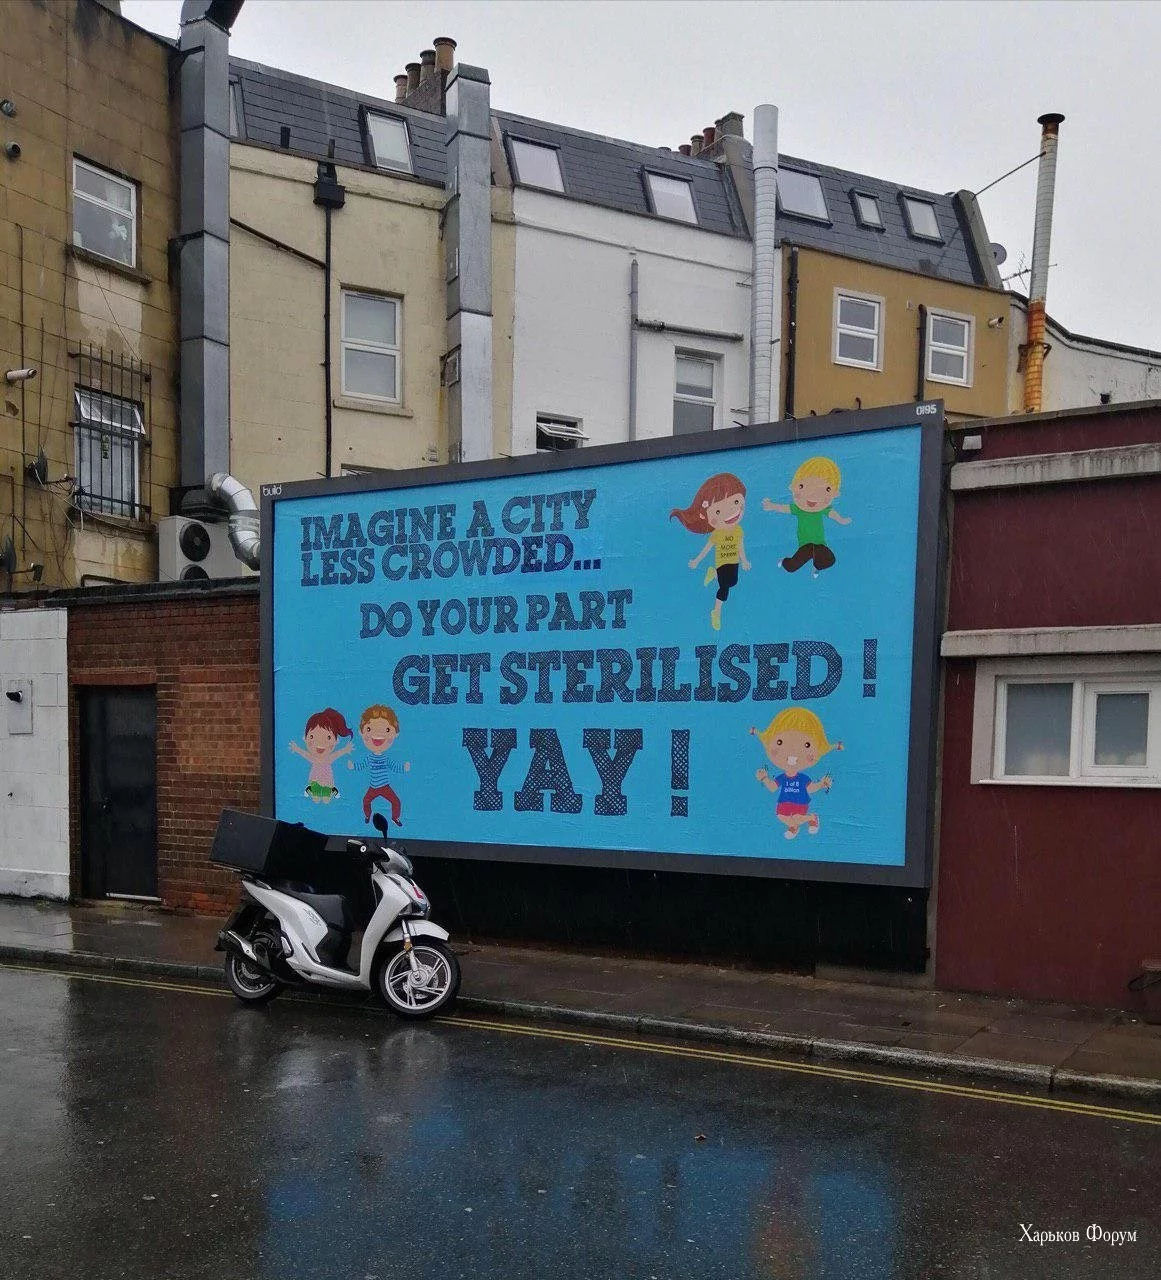 0195
build
IMAGINE A CITY
LESS CROWDED...
DO YOUR PART
GET STERILISED!
YAY!
NO
MORE
SPERM
1 of 8
billion
L
Харьков Форум